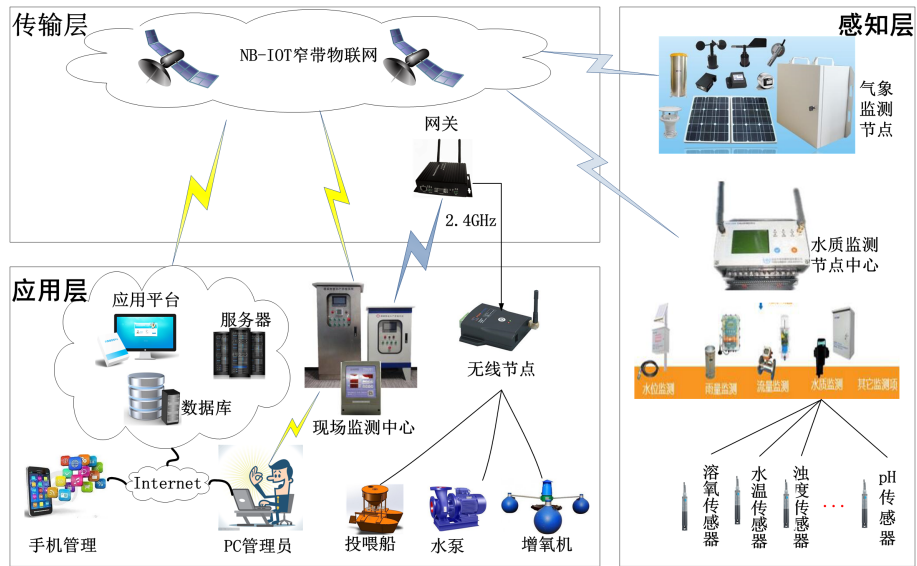 传输层
NB-IOT窄带物联网
网关
2.4GHz
感知层
气象
监测
节点
水质监测
节点中心
水位监测
雨量监测
流量监测
水质监测
其它监测项
溶氧传感器
水温传感器
浊度传感器
...
pH传感器
应用层
应用平台
服务器
数据库
现场监测中心
无线节点
Internet
手机管理
PC管理员
投喂船
水泵
增氧机